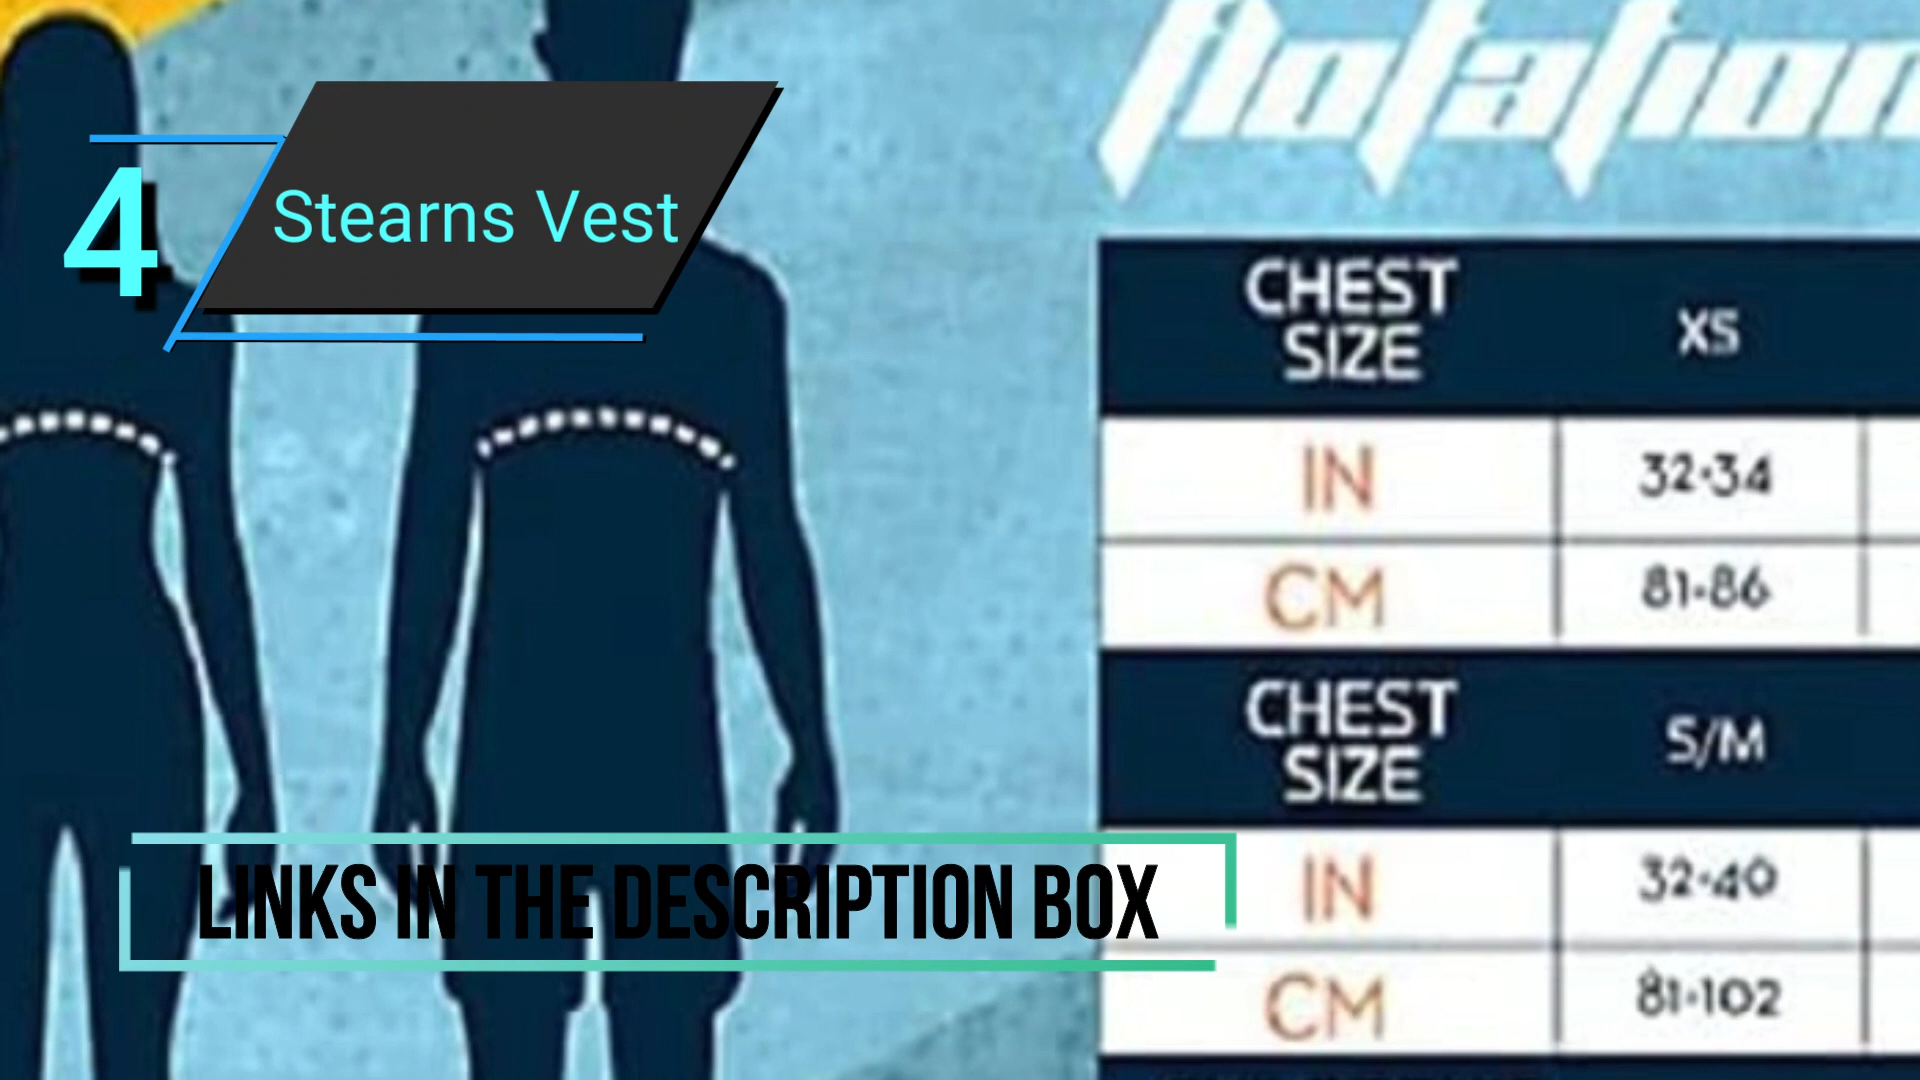 flotation
4
Stearns Vest
CHEST SIZE XS
IN 32-34
CM 81-86
CHEST SIZE S/M
IN 32-40
CM 81-102
LINKS IN THE DESCRIPTION BOX